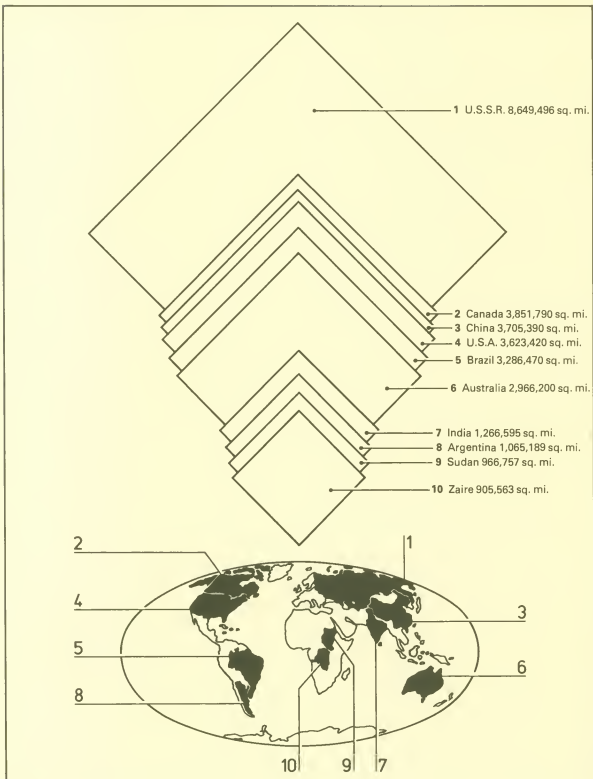 1 U.S.S.R. 8,649,496 sq. mi.
2 Canada 3,851,790 sq. mi.
3 China 3,705,390 sq. mi.
4 U.S.A. 3,623,420 sq. mi.
5 Brazil 3,286,470 sq. mi.
6 Australia 2,966,200 sq. mi.
7 India 1,266,595 sq. mi.
8 Argentina 1,065,189 sq. mi.
9 Sudan 966,757 sq. mi.
10 Zaire 905,563 sq. mi.
2
1
4
3
5
6
8
10
9
7